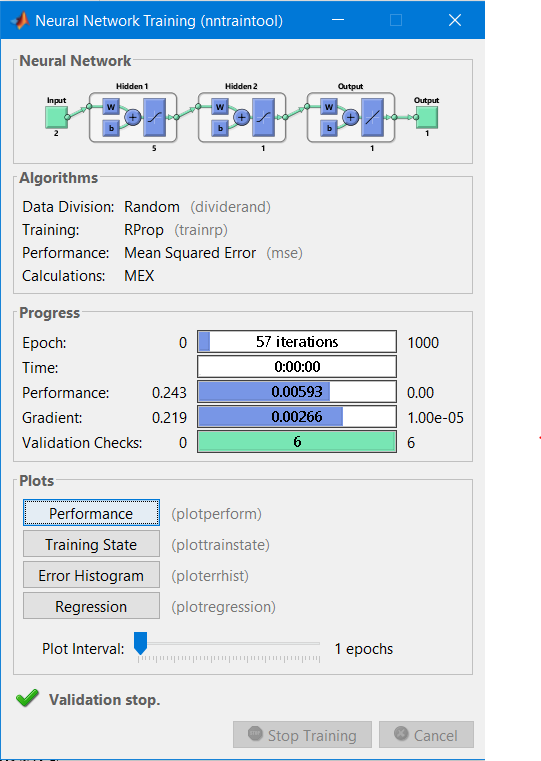 Neural Network Training (nntraintool)
Neural Network
Hidden 1 Hidden 2 Output
Input Output
W W W
b b b
+ + +
2 5 1 1 1
Algorithms
Data Division: Random (dividerand)
Training: RProp (trainrp)
Performance: Mean Squared Error (mse)
Calculations: MEX
Progress
Epoch: 0 57 iterations 1000
Time: 0:00:00
Performance: 0.243 0.00593 0.00
Gradient: 0.219 0.00266 1.00e-05
Validation Checks: 0 6 6
Plots
Performance (plotperform)
Training State (plottrainstate)
Error Histogram (ploterrhist)
Regression (plotregression)
Plot Interval: 1 epochs
Validation stop.
Stop Training Cancel